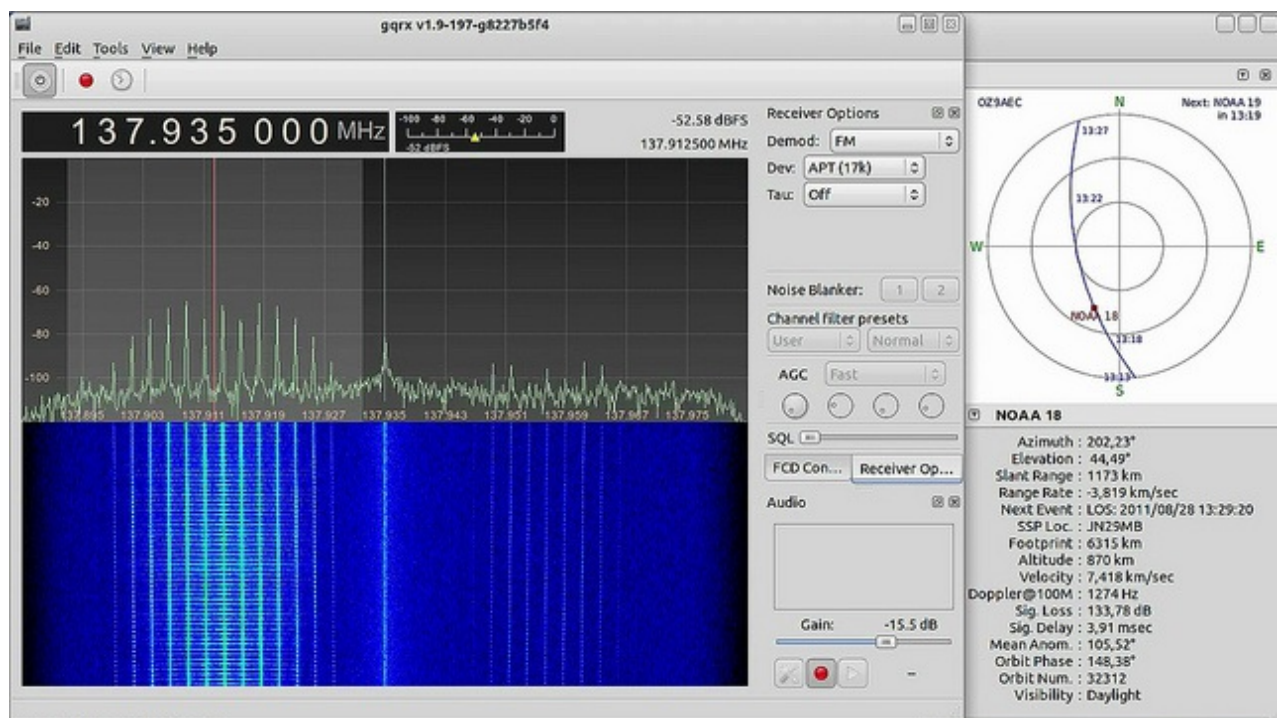 gqrx v1.9-197-g8227b5f4
File Edit Tools View Help
137.935 000 MHz
-100 -80 -60 -40 -20 0
-52 dBFS
-52.58 dBFS
137.912500 MHz
-20
-40
-60
-80
-100
137.895 137.903 137.911 137.919 137.927 137.935 137.943 137.951 137.959 137.967 137.975
Receiver Options
Demod: FM
Dev: APT (17k)
Tau: Off
Noise Blanker: 1 2
Channel filter presets
User Normal
AGC Fast
SQL
FCD Con... Receiver Op...
Audio
Gain: -15.5 dB
OZ9AEC
N
Next: NOAA 19
in 13:19
13:27
13:22
W
E
NOAA 18
13:18
13:13
S
NOAA 18
Azimuth : 202,23°
Elevation : 44,49°
Slant Range : 1173 km
Range Rate : -3,819 km/sec
Next Event : LOS: 2011/08/28 13:29:20
SSP Loc. : JN29MB
Footprint : 6315 km
Altitude : 870 km
Velocity : 7,418 km/sec
Doppler@100M : 1274 Hz
Sig. Loss : 133,78 dB
Sig. Delay : 3,91 msec
Mean Anom. : 105,52°
Orbit Phase : 148,38°
Orbit Num. : 32312
Visibility : Daylight